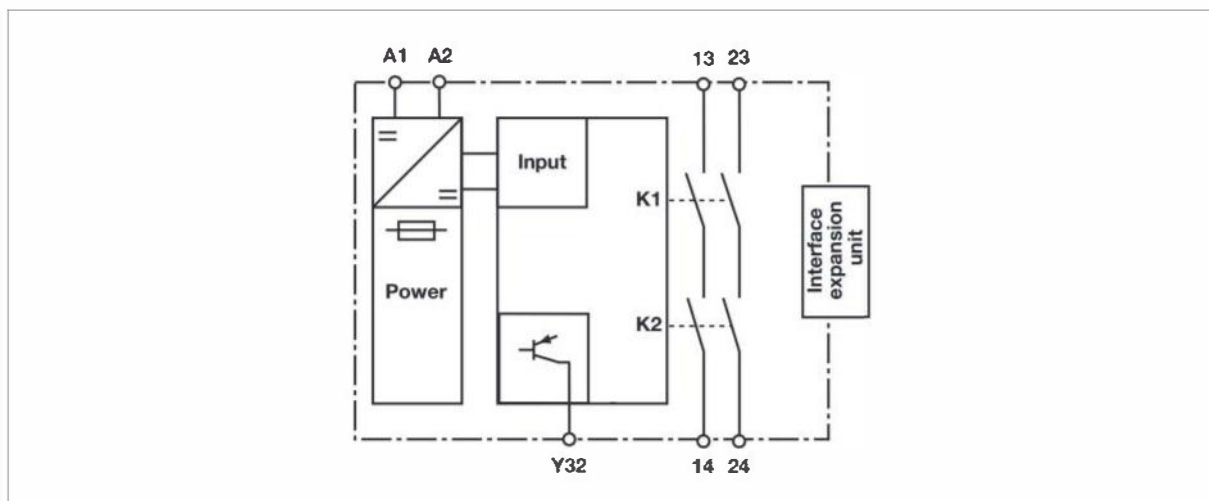 A1 A2 13 23
Input
K1
Power
K2
Interface
expansion
unit
Y32 14 24